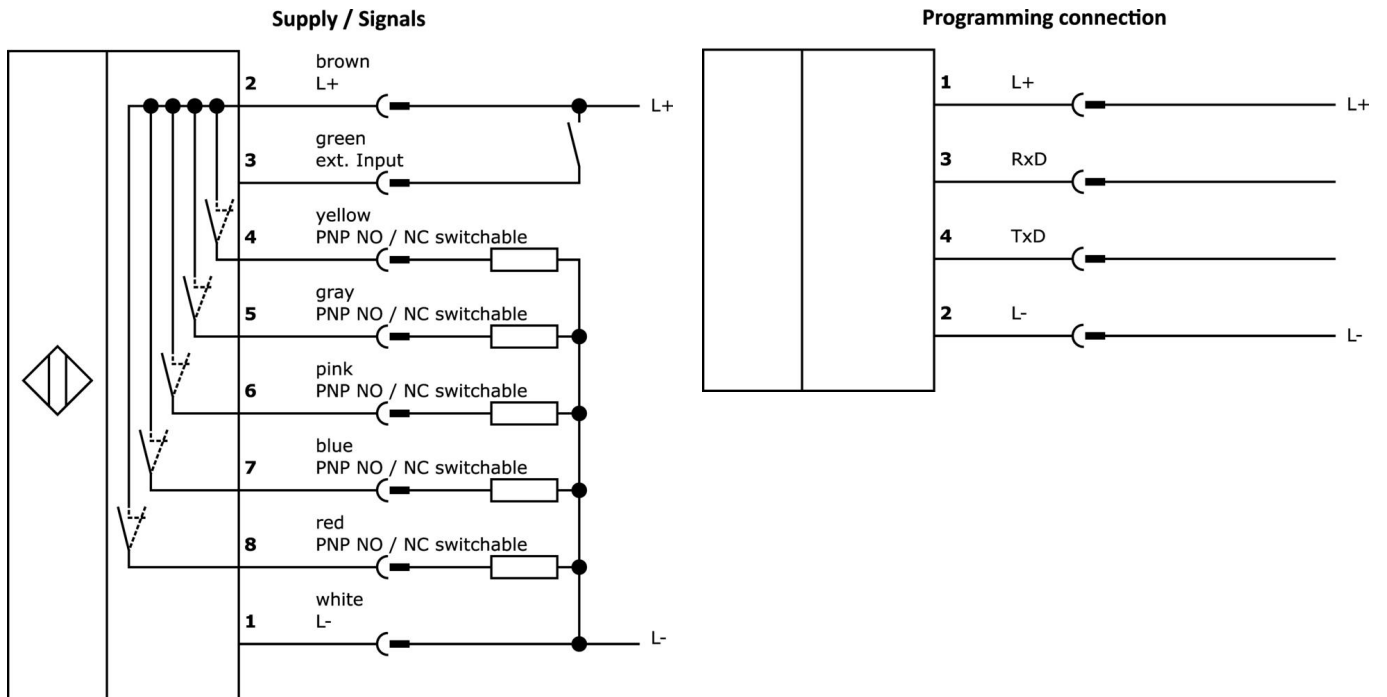 Supply / Signals
brown
2 L+
L+
green
3 ext. Input
yellow
4 PNP NO / NC switchable
gray
5 PNP NO / NC switchable
pink
6 PNP NO / NC switchable
blue
7 PNP NO / NC switchable
red
8 PNP NO / NC switchable
white
1 L-
L-
Programming connection
1 L+
L+
3 RxD
4 TxD
2 L-
L-